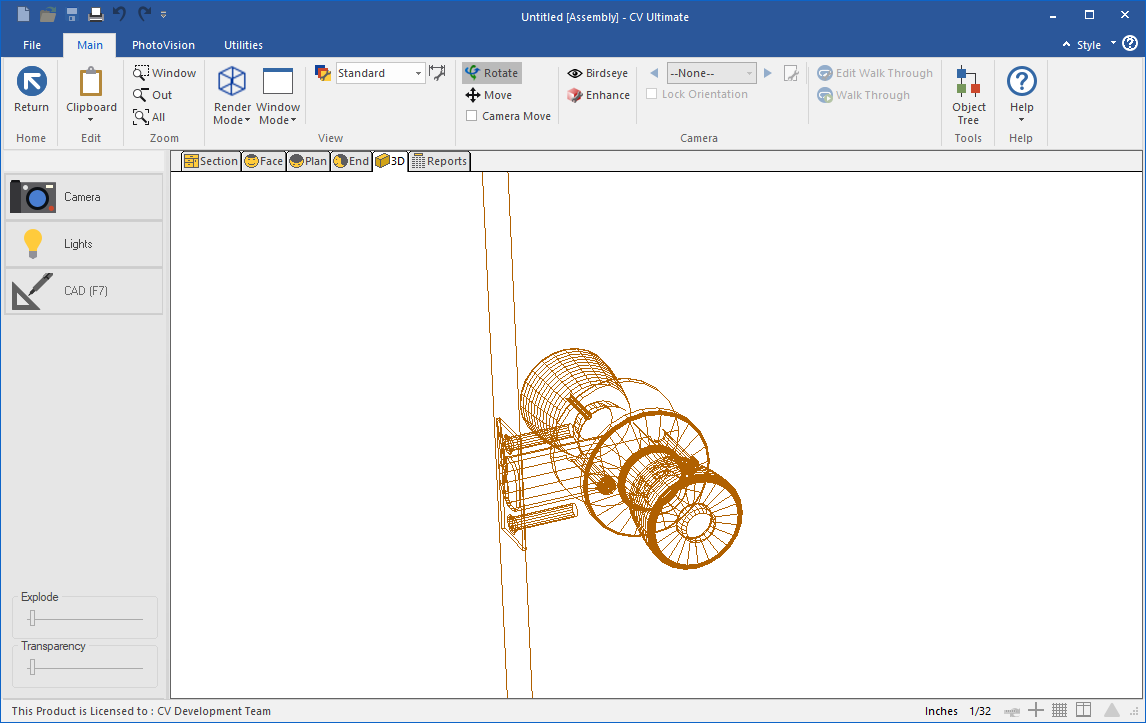 Untitled [Assembly] - CV Ultimate
File Main PhotoVision Utilities Style
Return Clipboard Window Out All Render Mode Window Mode Standard Rotate Move Camera Move Birdseye Enhance --None-- Lock Orientation Edit Walk Through Walk Through Object Tree Help
Home Edit Zoom View Camera Tools Help
Section Face Plan End 3D Reports
Camera
Lights
CAD (F7)
Explode
Transparency
This Product is Licensed to : CV Development Team Inches 1/32